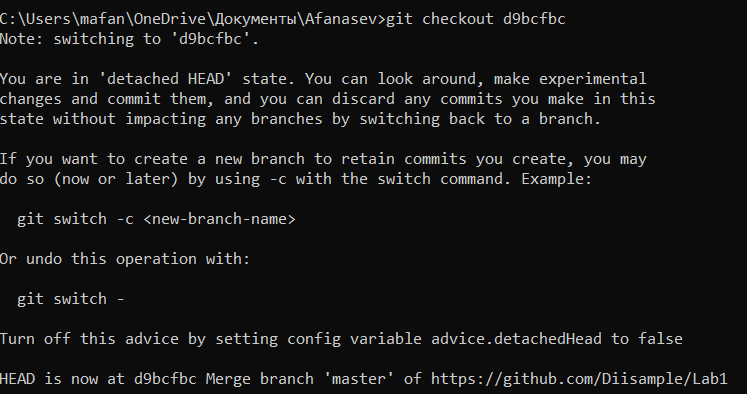 C:\Users\mafan\OneDrive\Документы\Afanasev>git checkout d9bcfbc
Note: switching to 'd9bcfbc'.
You are in 'detached HEAD' state. You can look around, make experimental
changes and commit them, and you can discard any commits you make in this
state without impacting any branches by switching back to a branch.
If you want to create a new branch to retain commits you create, you may
do so (now or later) by using -c with the switch command. Example:
git switch -c <new-branch-name>
Or undo this operation with:
git switch -
Turn off this advice by setting config variable advice.detachedHead to false
HEAD is now at d9bcfbc Merge branch 'master' of https://github.com/Diisample/Lab1